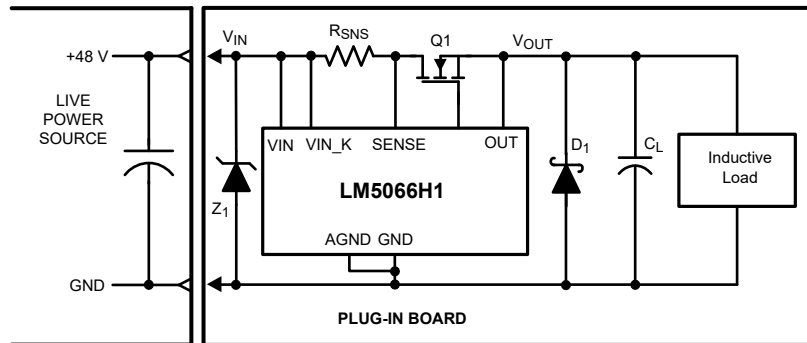 +48 V
LIVE
POWER
SOURCE
GND
VIN
RSNS
Q1
VOUT
VIN
VIN_K
SENSE
OUT
LM5066H1
AGND
GND
Z1
D1
CL
Inductive
Load
PLUG-IN BOARD